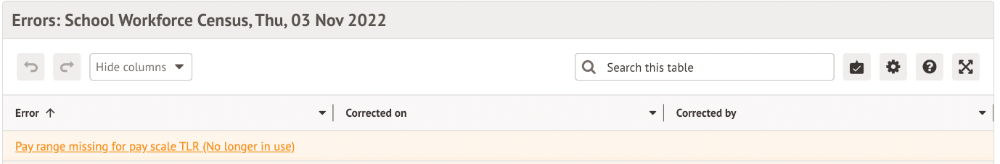 Errors: School Workforce Census, Thu, 03 Nov 2022
Hide columns
Search this table
Error
Corrected on
Corrected by
Pay range missing for pay scale TLR (No longer in use)